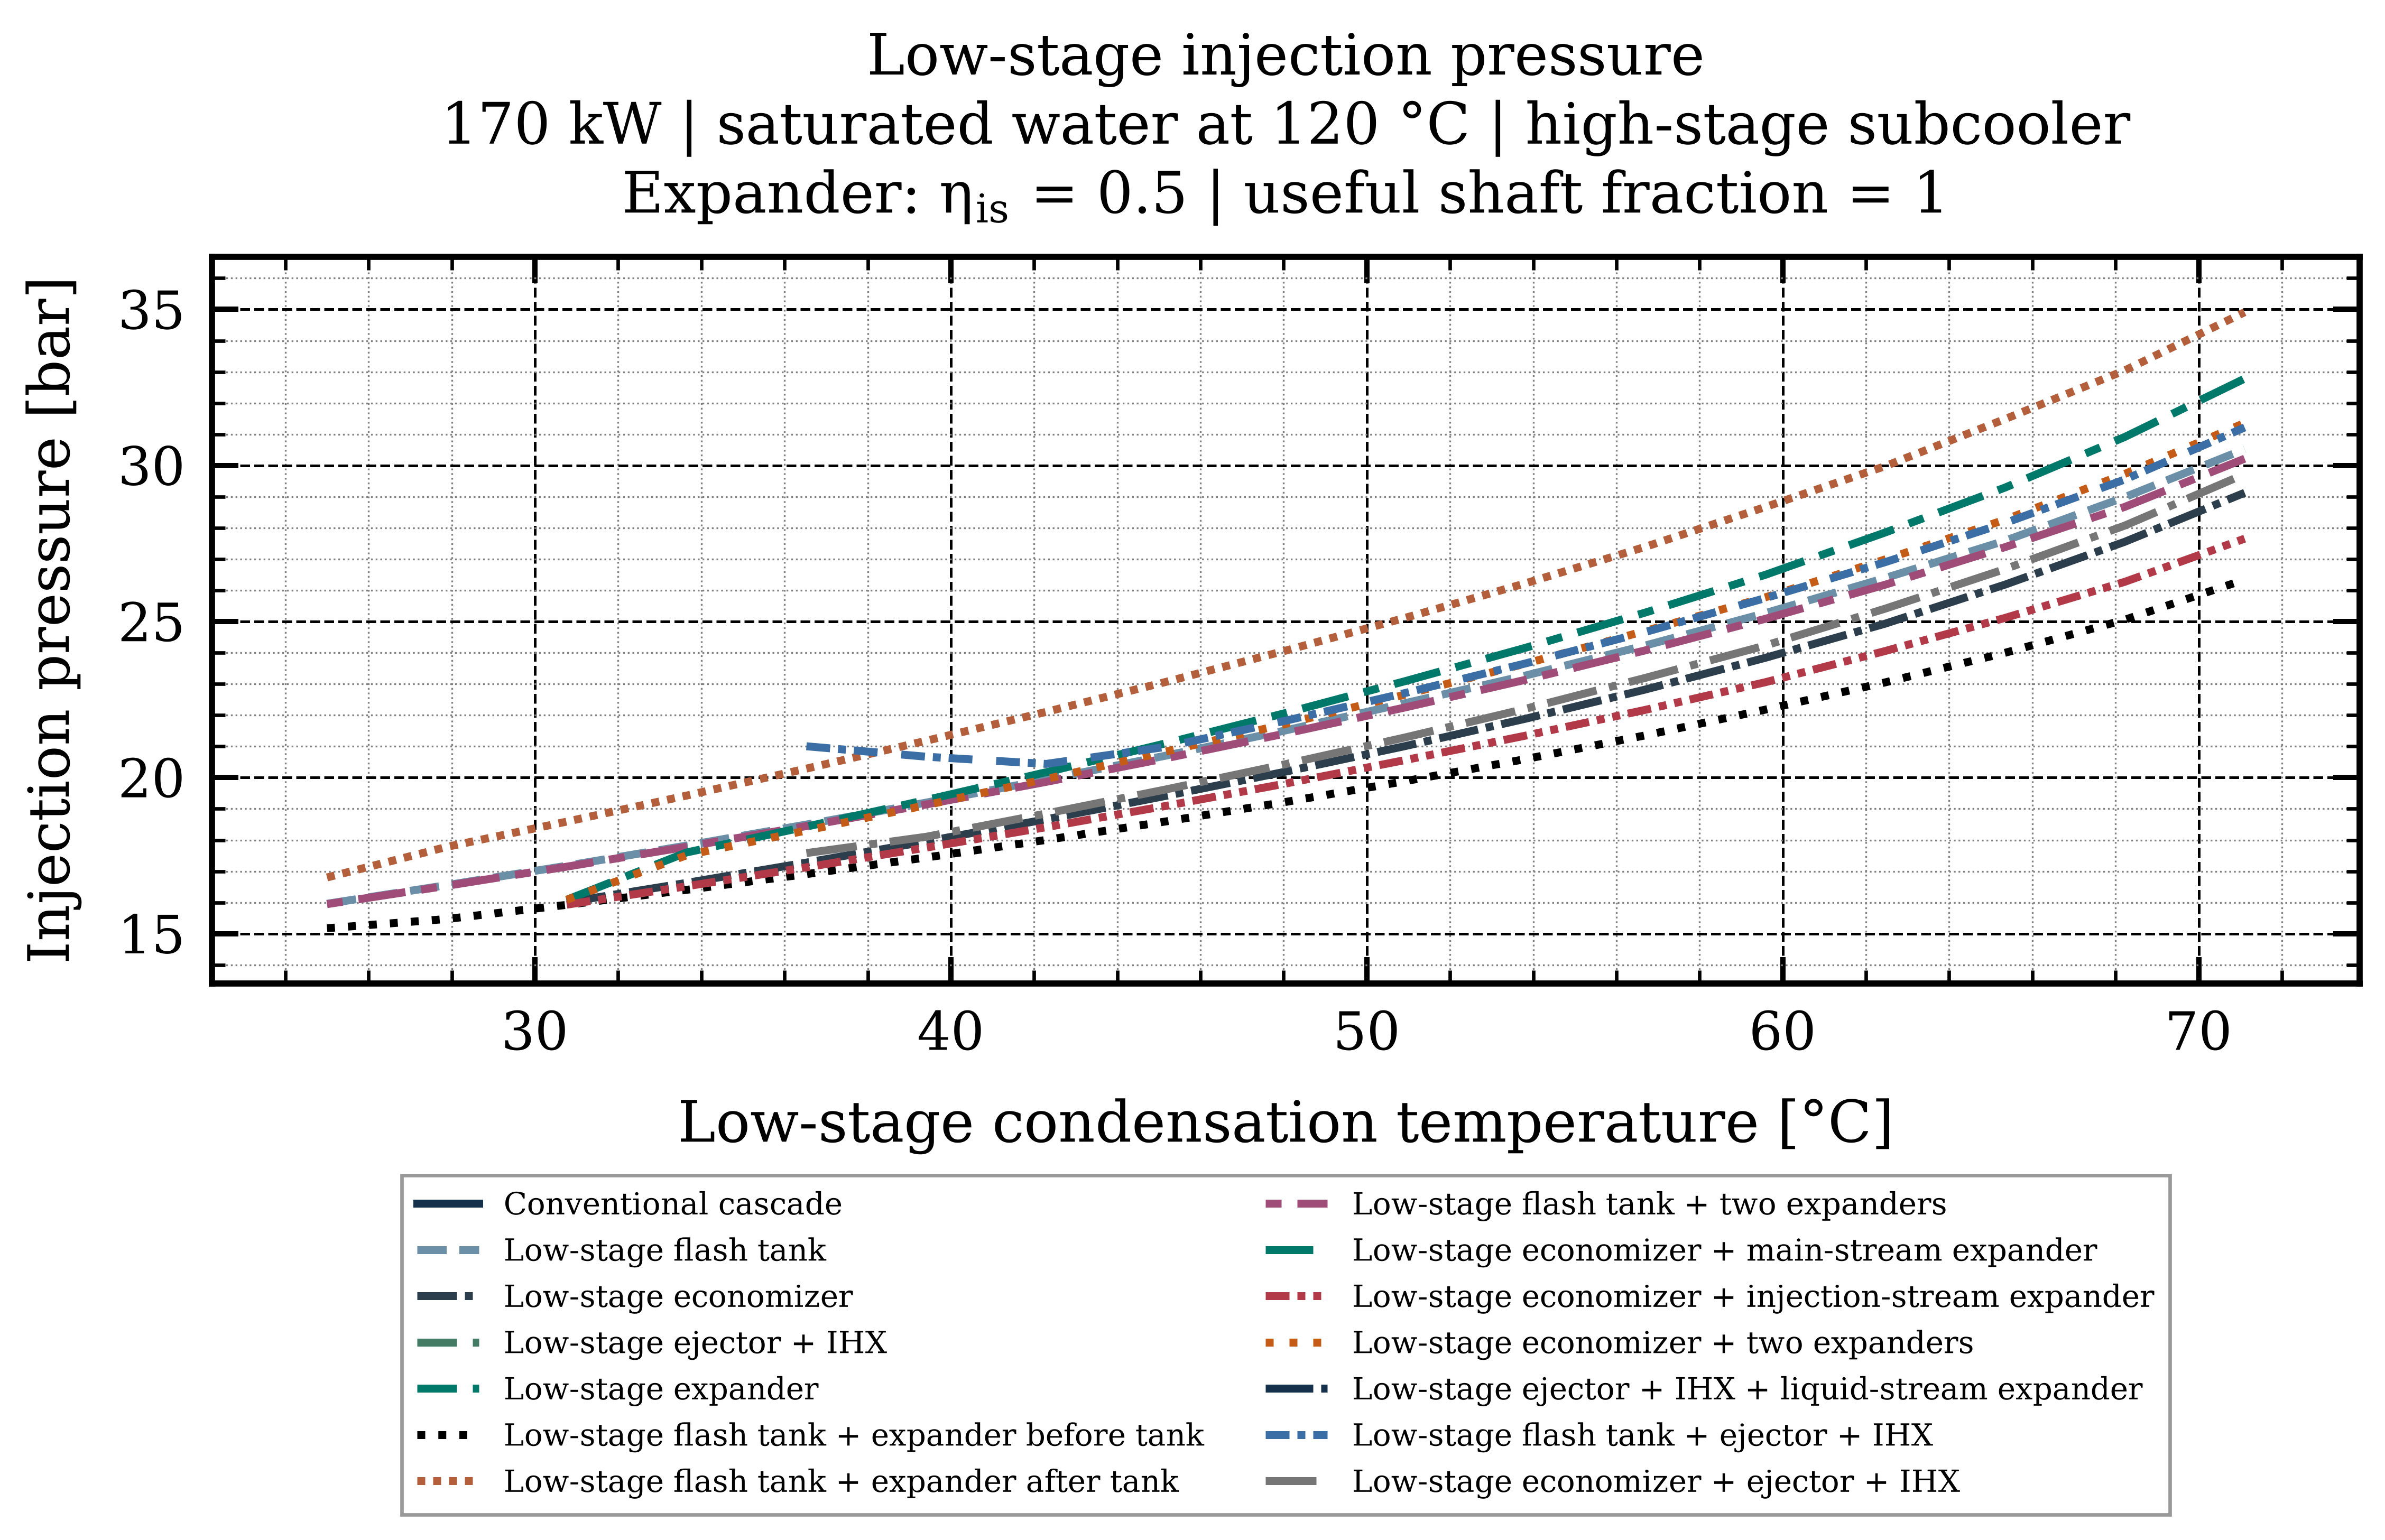 Low-stage injection pressure
170 kW | saturated water at 120 °C | high-stage subcooler
Expander: ηis = 0.5 | useful shaft fraction = 1
Injection pressure [bar]
35
30
25
20
15
30 40 50 60 70
Low-stage condensation temperature [°C]
Conventional cascade
Low-stage flash tank
Low-stage economizer
Low-stage ejector + IHX
Low-stage expander
Low-stage flash tank + expander before tank
Low-stage flash tank + expander after tank
Low-stage flash tank + two expanders
Low-stage economizer + main-stream expander
Low-stage economizer + injection-stream expander
Low-stage economizer + two expanders
Low-stage ejector + IHX + liquid-stream expander
Low-stage flash tank + ejector + IHX
Low-stage economizer + ejector + IHX